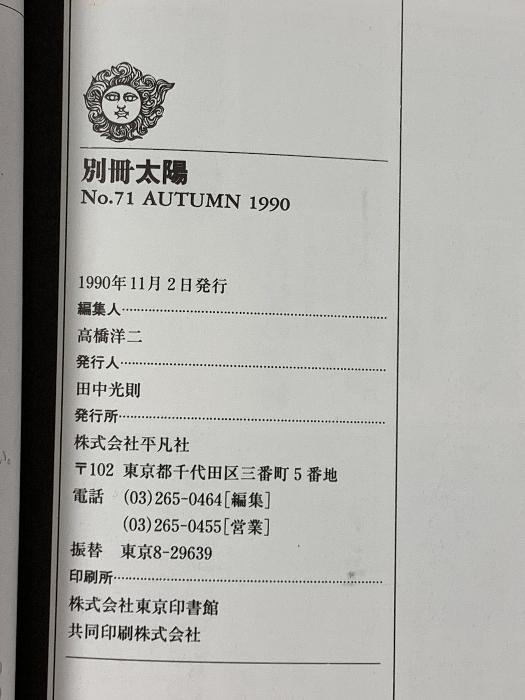 別冊太陽
No.71 AUTUMN 1990
1990年11月2日発行
編集人
高橋洋二
発行人
田中光則
発行所
株式会社平凡社
〒102 東京都千代田区三番町5番地
電話 (03)265-0464[編集]
(03)265-0455[営業]
振替 東京8-29639
印刷所
株式会社東京印書館
共同印刷株式会社